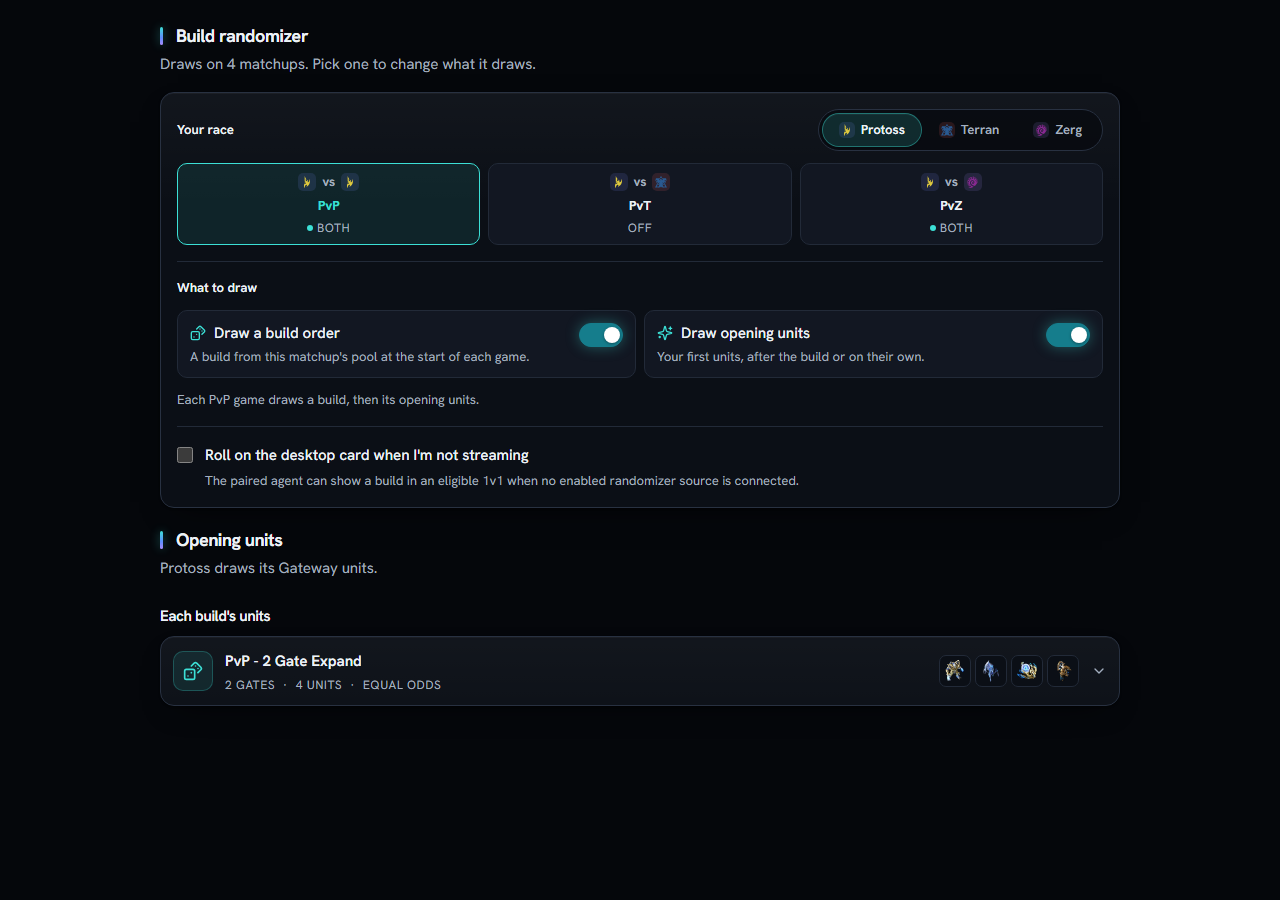 Build randomizer
Draws on 4 matchups. Pick one to change what it draws.
Your race
Protoss
Terran
Zerg
vs
PvP
BOTH
vs
PvT
OFF
vs
PvZ
BOTH
What to draw
Draw a build order
A build from this matchup's pool at the start of each game.
Draw opening units
Your first units, after the build or on their own.
Each PvP game draws a build, then its opening units.
Roll on the desktop card when I'm not streaming
The paired agent can show a build in an eligible 1v1 when no enabled randomizer source is connected.
Opening units
Protoss draws its Gateway units.
Each build's units
PvP - 2 Gate Expand
2 GATES · 4 UNITS · EQUAL ODDS